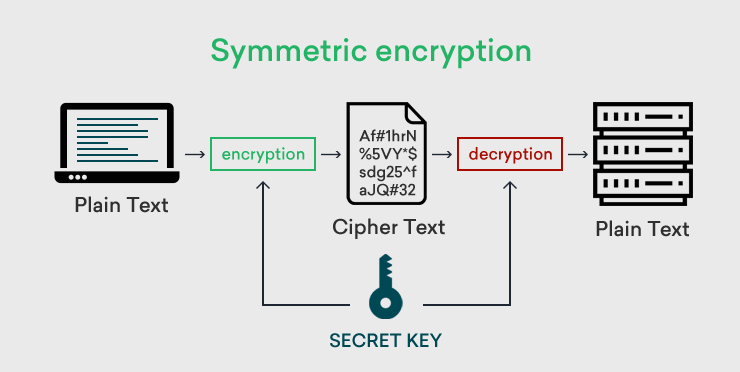 Symmetric encryption
Af#1hrN
%5VY*$
sdg25^f
aJQ#32
encryption
decryption
Plain Text
Cipher Text
Plain Text
SECRET KEY